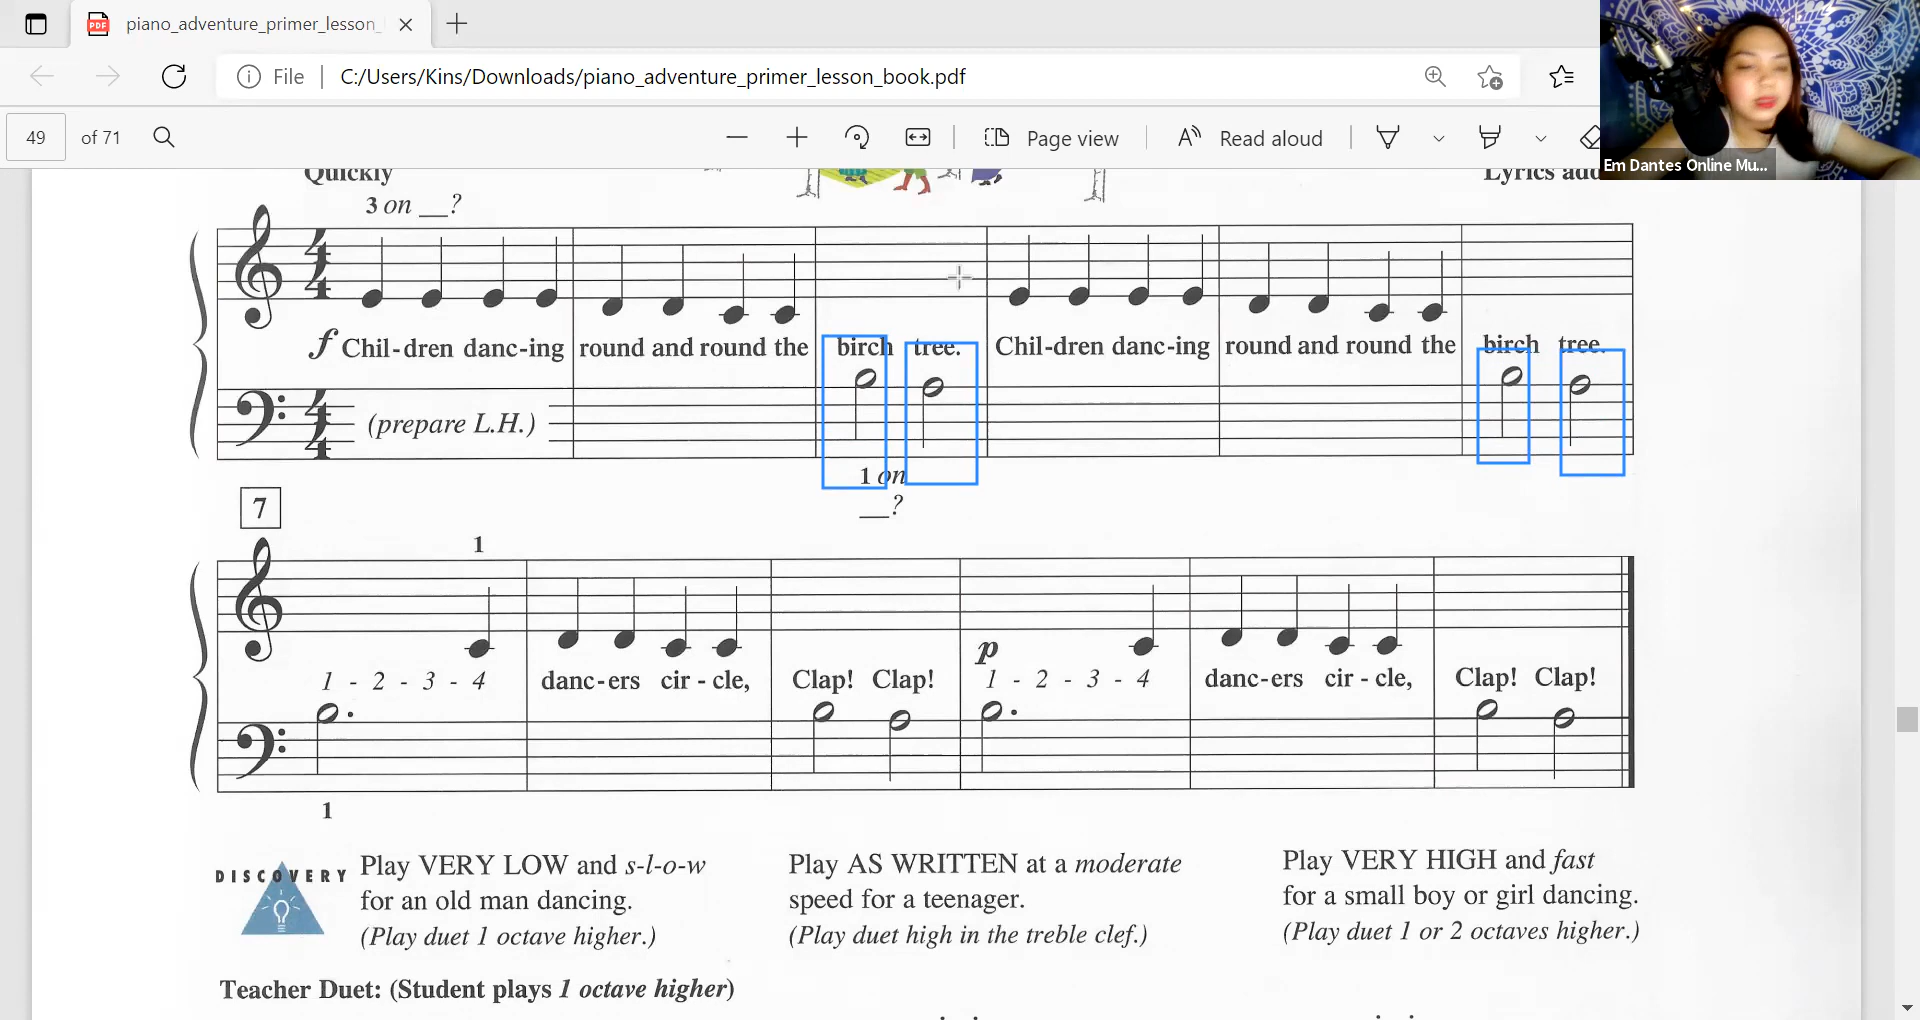 piano_adventure_primer_lesson_
File C:/Users/Kins/Downloads/piano_adventure_primer_lesson_book.pdf
49 of 71 Page view Read aloud
Em Dantes Online Mu...
Quickly Lyrics add
3 on __?
f Chil-dren danc-ing round and round the birch tree. Chil-dren danc-ing round and round the birch tree.
(prepare L.H.)
1 on
__?
7
1
p
1 - 2 - 3 - 4 danc-ers cir - cle, Clap! Clap! 1 - 2 - 3 - 4 danc-ers cir - cle, Clap! Clap!
1
DISCOVERY
Play VERY LOW and s-l-o-w
for an old man dancing.
(Play duet 1 octave higher.)
Play AS WRITTEN at a moderate
speed for a teenager.
(Play duet high in the treble clef.)
Play VERY HIGH and fast
for a small boy or girl dancing.
(Play duet 1 or 2 octaves higher.)
Teacher Duet: (Student plays 1 octave higher)